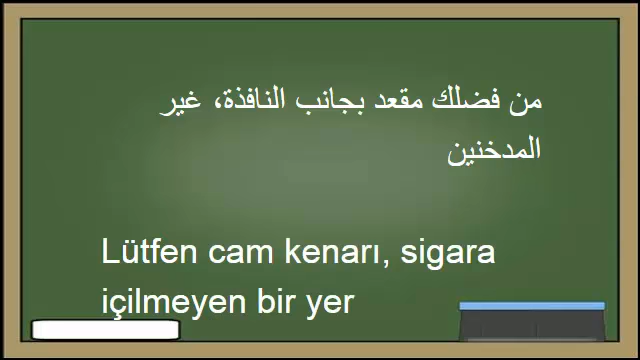 من فضلك مقعد بجانب النافذة، غير
المدخنين
Lütfen cam kenarı, sigara
içilmeyen bir yer